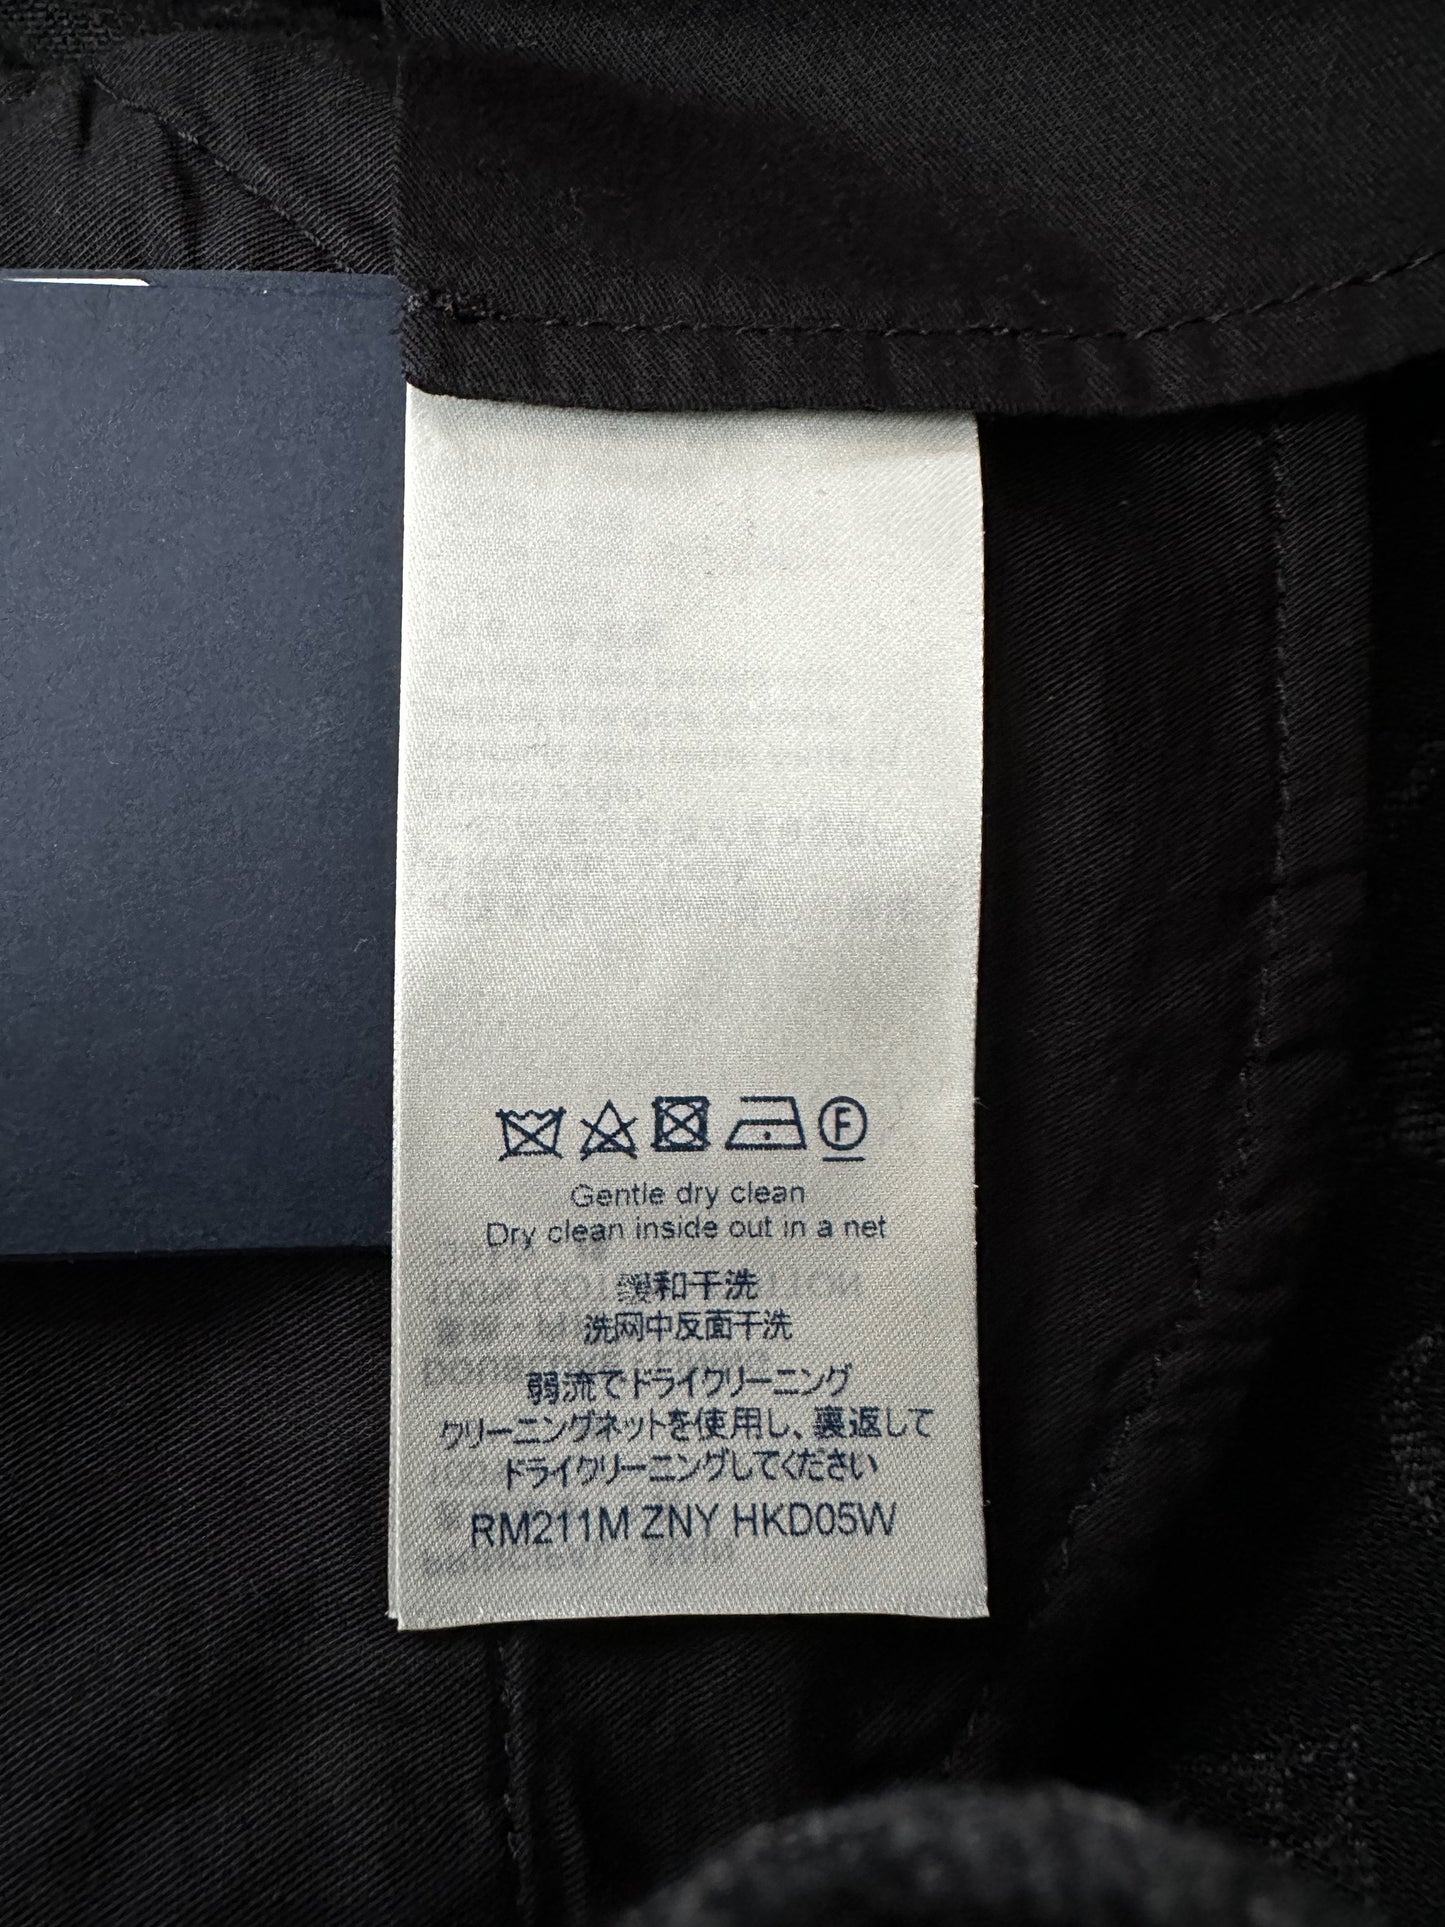 F
Gentle dry clean
Dry clean inside out in a net
缓和干洗
洗网中反面干洗
弱流でドライクリーニング
クリーニングネットを使用し、裏返して
ドライクリーニングしてください
RM211M ZNY HKD05W